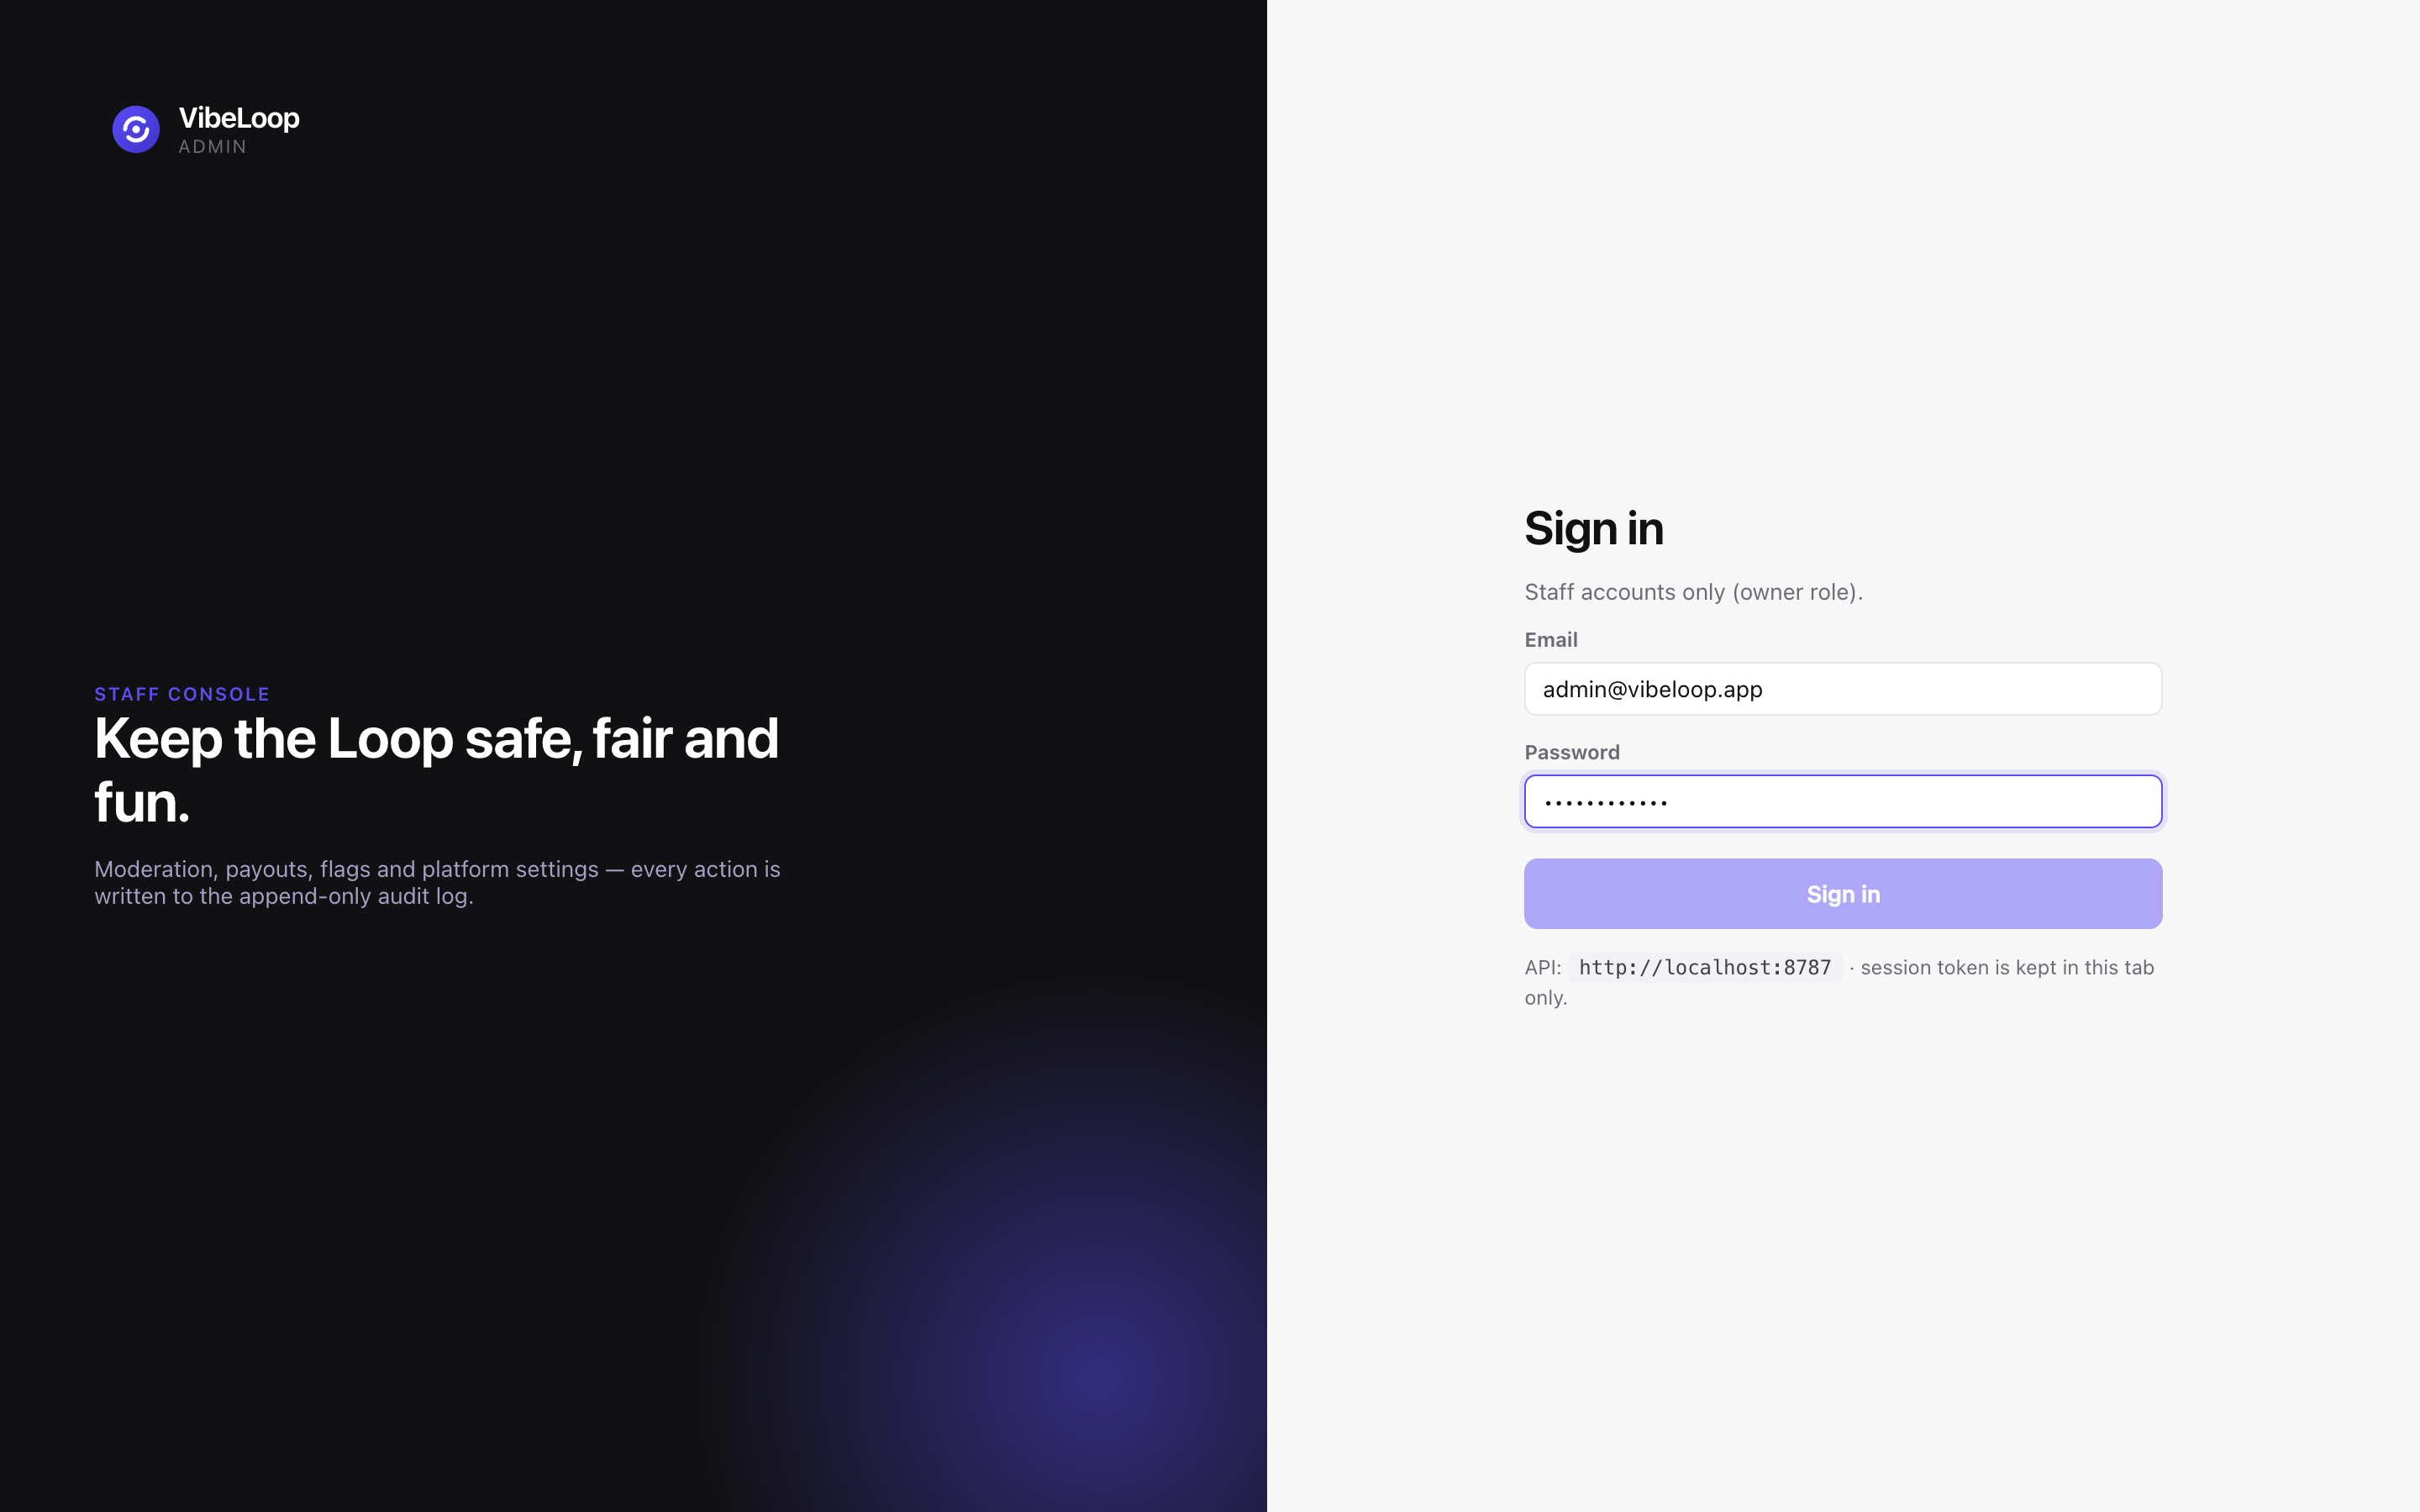 VibeLoop
ADMIN
STAFF CONSOLE
Keep the Loop safe, fair and
fun.
Moderation, payouts, flags and platform settings — every action is
written to the append-only audit log.
Sign in
Staff accounts only (owner role).
Email
admin@vibeloop.app
Password
••••••••••••
Sign in
API: http://localhost:8787 · session token is kept in this tab
only.